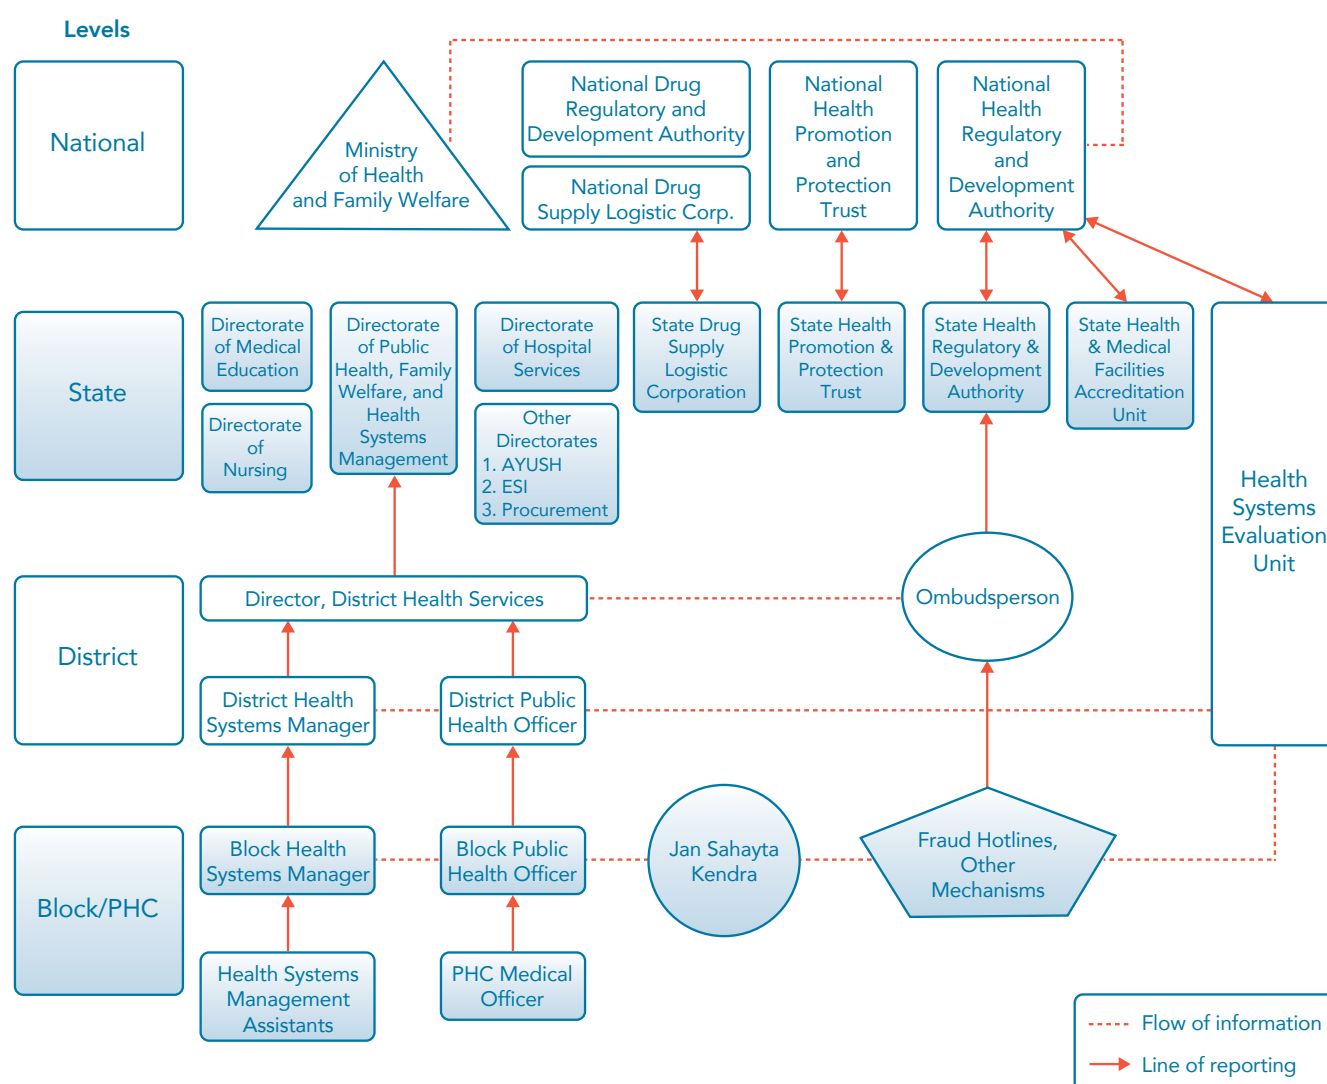 Levels
National
Ministry
of Health
and Family Welfare
National Drug
Regulatory and
Development Authority
National Drug
Supply Logistic Corp.
National
Health
Promotion
and
Protection
Trust
National
Health
Regulatory
and
Development
Authority
State
Directorate
of Medical
Education
Directorate
of
Nursing
Directorate
of Public
Health, Family
Welfare, and
Health
Systems
Management
Directorate
of Hospital
Services
Other
Directorates
1. AYUSH
2. ESI
3. Procurement
State Drug
Supply
Logistic
Corporation
State Health
Promotion &
Protection
Trust
State Health
Regulatory &
Development
Authority
State Health
& Medical
Facilities
Accreditation
Unit
Health
Systems
Evaluation
Unit
District
Director, District Health Services
Ombudsperson
District Health
Systems Manager
District Public
Health Officer
Block/PHC
Block Health
Systems Manager
Block Public
Health Officer
Jan Sahayta
Kendra
Fraud Hotlines,
Other
Mechanisms
Health Systems
Management
Assistants
PHC Medical
Officer
Flow of information
Line of reporting